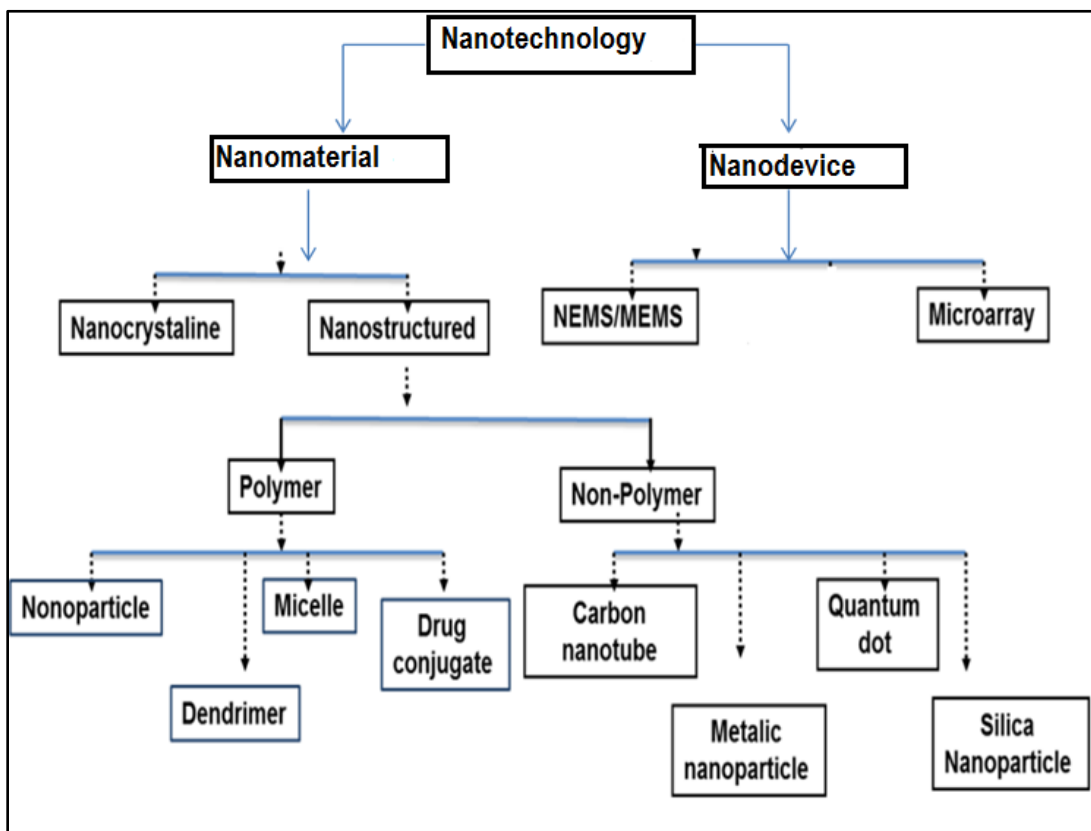 Nanotechnology
Nanomaterial
Nanodevice
Nanocrystaline
Nanostructured
NEMS/MEMS
Microarray
Polymer
Non-Polymer
Nonoparticle
Micelle
Drug
conjugate
Dendrimer
Carbon
nanotube
Quantum
dot
Metalic
nanoparticle
Silica
Nanoparticle